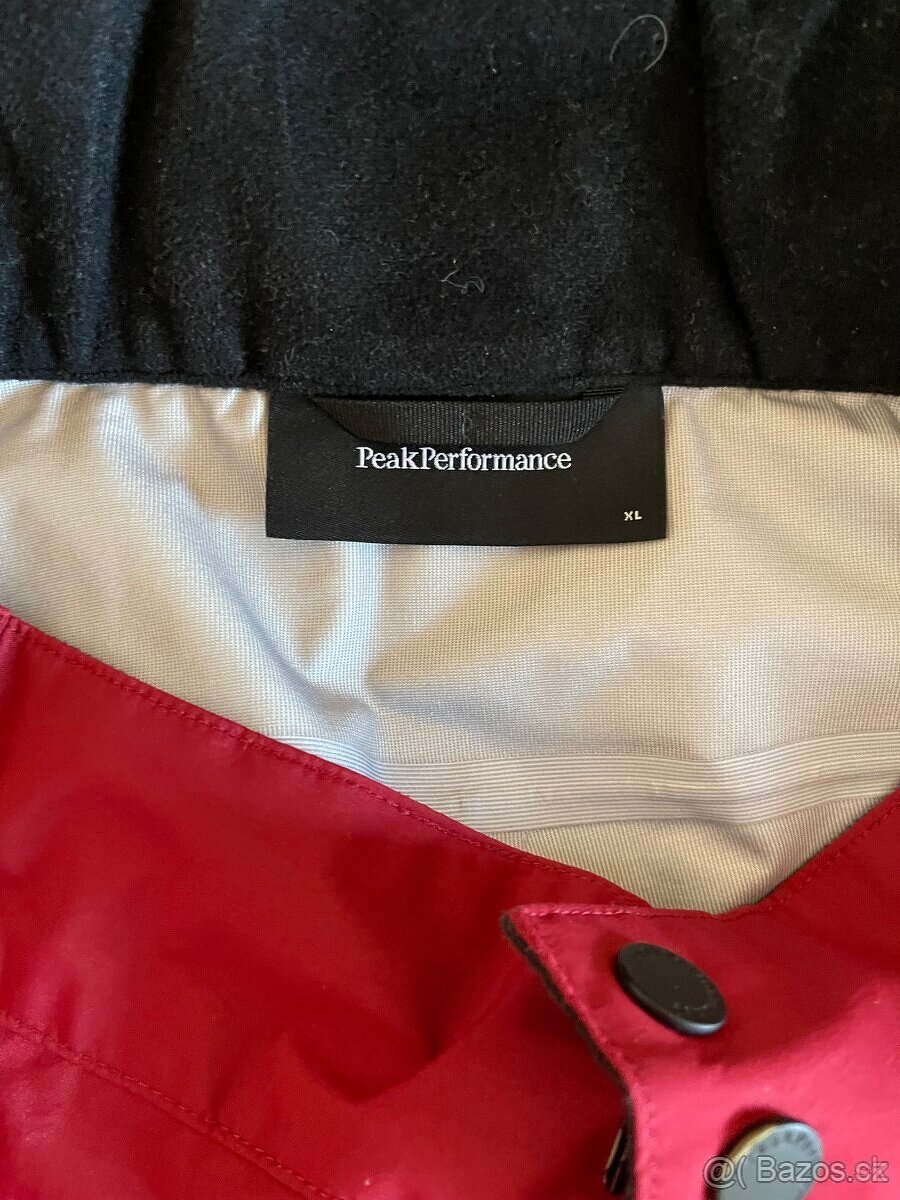 PeakPerformance
XL
@( Bazos.sk